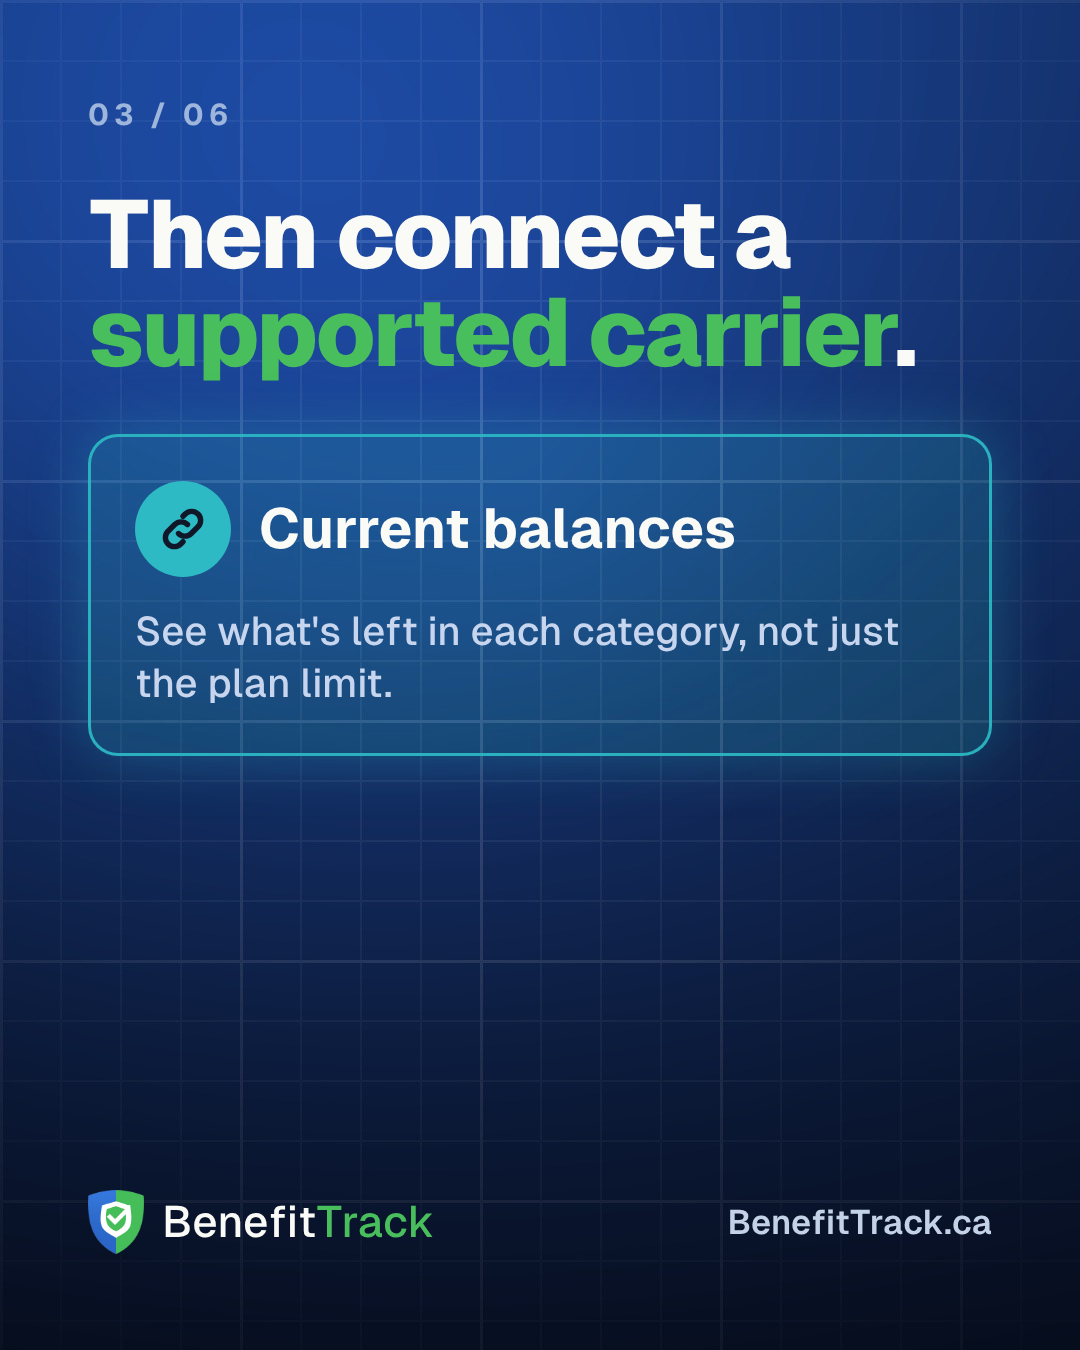 03 / 06
Then connect a
supported carrier.
Current balances
See what's left in each category, not just
the plan limit.
BenefitTrack
BenefitTrack.ca